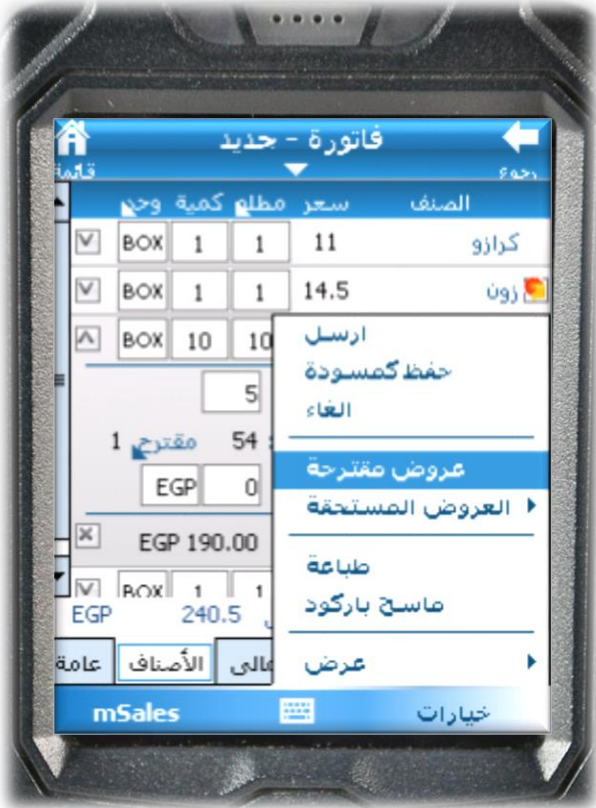 فاتورة - جديد
قائمة
رجوع
الصنف سعر مطلو كمية وحد
كرازو 11 1 1 BOX
زون 14.5 1 1 BOX
10 10 BOX
5
54 مقترح 1
0 EGP
EGP 190.00
1 1 BOX
240.5 EGP
ارسل
حفظ كمسودة
الغاء
عروض مقترحة
العروض المستحقة
طباعة
ماسح باركود
عرض
الأصناف عامة
خيارات
mSales